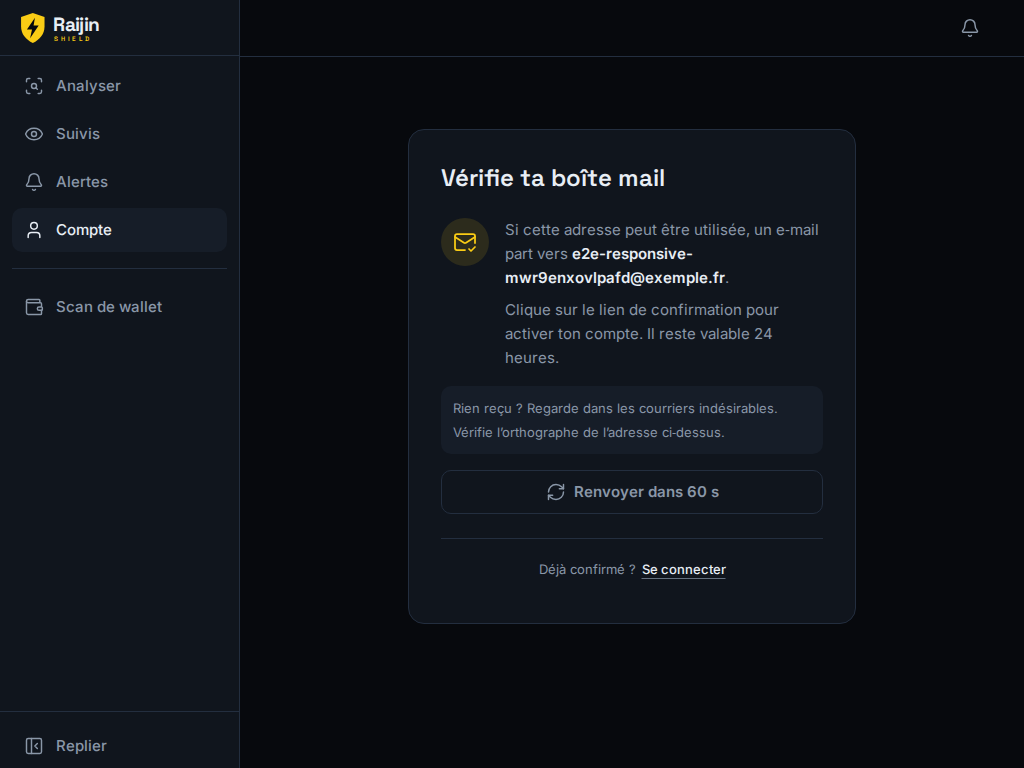 Raijin
SHIELD
Analyser
Suivis
Alertes
Compte
Scan de wallet
Replier
Vérifie ta boîte mail
Si cette adresse peut être utilisée, un e-mail
part vers e2e-responsive-
mwr9enxovlpafd@exemple.fr.
Clique sur le lien de confirmation pour
activer ton compte. Il reste valable 24
heures.
Rien reçu ? Regarde dans les courriers indésirables.
Vérifie l’orthographe de l’adresse ci-dessus.
Renvoyer dans 60 s
Déjà confirmé ? Se connecter